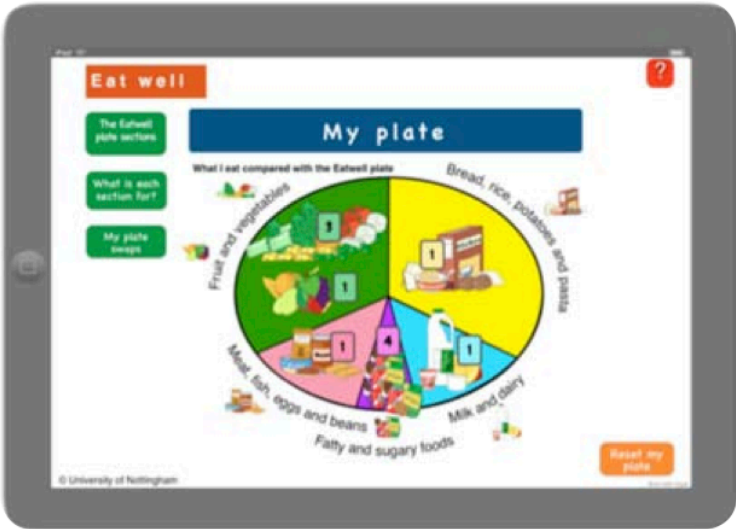 Eat well
?
My plate
The Eatwell
plate sections
What is each
section for?
My plate
swaps
What I eat compared with the Eatwell plate
Fruit and vegetables
Bread, rice, potatoes and pasta
3
1
1
1
4
1
Meat, fish, eggs and beans
Milk and dairy
Fatty and sugary foods
Reset my
plate
© University of Nottingham